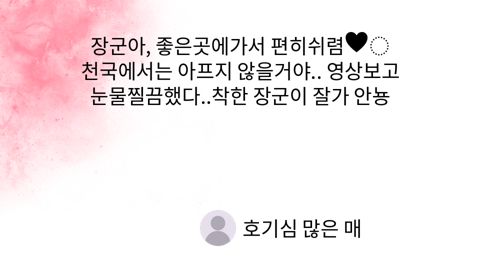 장군아, 좋은곳에가서 편히쉬렴🖤◌
천국에서는 아프지 않을거야.. 영상보고
눈물찔끔했다..착한 장군이 잘가 안뇽
호기심 많은 매